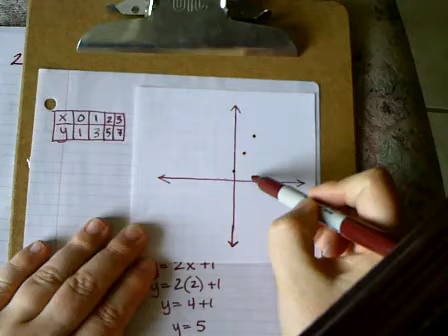 2
x 0 1 2 3
y 1 3 5 7
y = 2x + 1
y = 2(2) + 1
y = 4 + 1
y = 5